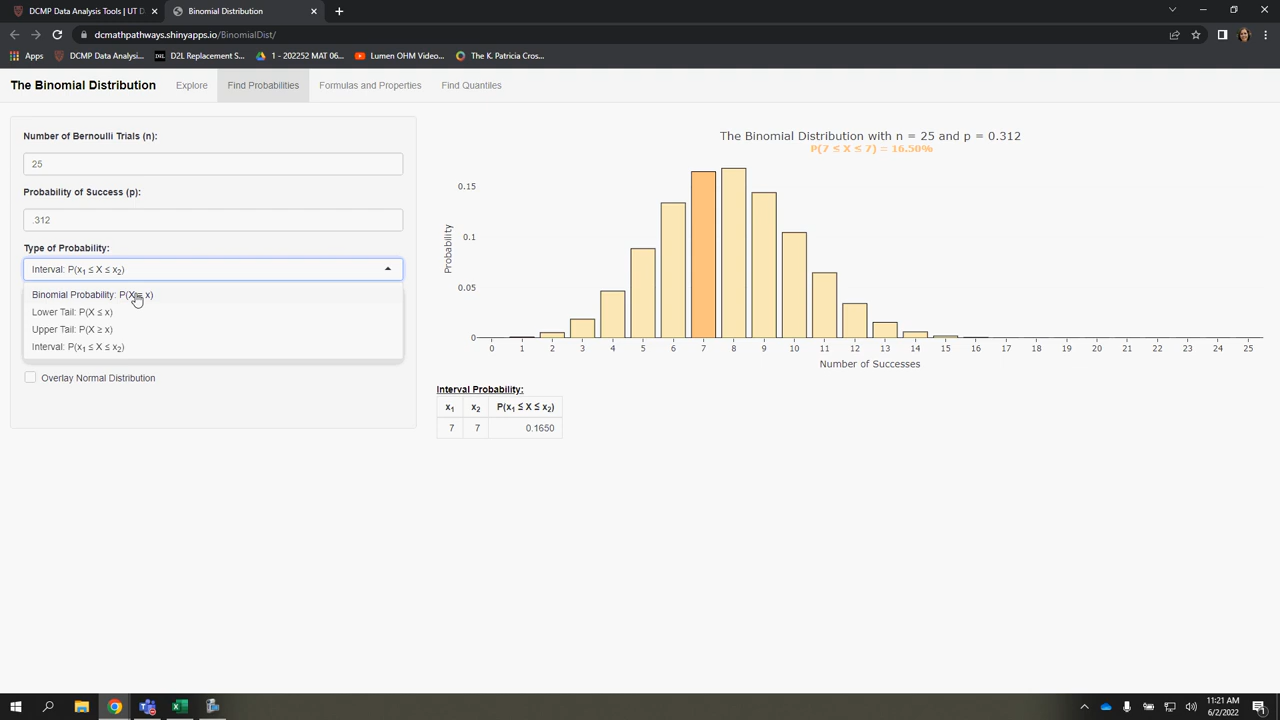 DCMP Data Analysis Tools | UT D
Binomial Distribution
dcmathpathways.shinyapps.io/BinomialDist/
Apps
DCMP Data Analysi...
D2L Replacement S...
1 - 202252 MAT 06...
Lumen OHM Video...
The K. Patricia Cros...
The Binomial Distribution
Explore
Find Probabilities
Formulas and Properties
Find Quantiles
Number of Bernoulli Trials (n):
25
Probability of Success (p):
.312
Type of Probability:
Interval: P(x₁ ≤ X ≤ x₂)
Binomial Probability: P(X = x)
Lower Tail: P(X ≤ x)
Upper Tail: P(X ≥ x)
Interval: P(x₁ ≤ X ≤ x₂)
Overlay Normal Distribution
The Binomial Distribution with n = 25 and p = 0.312
P(7 ≤ X ≤ 7) = 16.50%
Probability
0.15
0.1
0.05
0
0 1 2 3 4 5 6 7 8 9 10 11 12 13 14 15 16 17 18 19 20 21 22 23 24 25
Number of Successes
Interval Probability:
x₁ x₂ P(x₁ ≤ X ≤ x₂)
7 7 0.1650
11:21 AM
6/2/2022